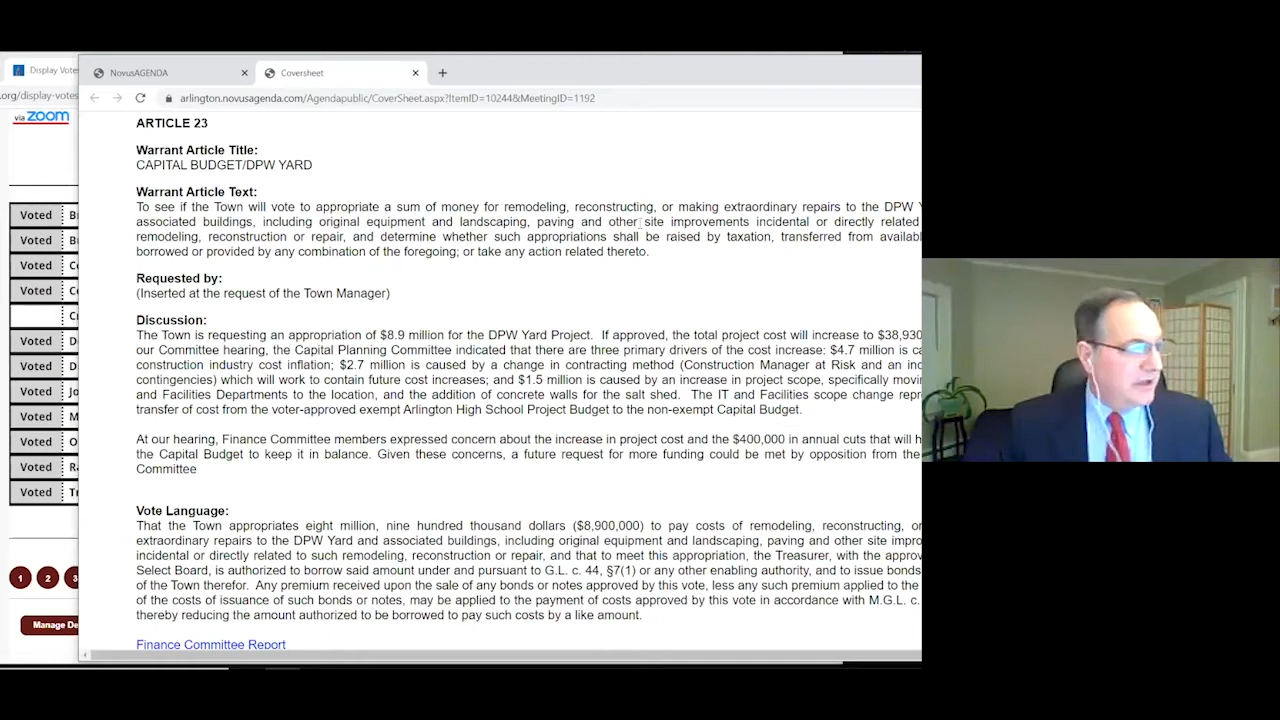 Display Vote
NovusAGENDA
Coversheet
.org/display-votes
arlington.novusagenda.com/Agendapublic/CoverSheet.aspx?ItemID=10244&MeetingID=1192
via zoom
ARTICLE 23
Warrant Article Title:
CAPITAL BUDGET/DPW YARD
Warrant Article Text:
To see if the Town will vote to appropriate a sum of money for remodeling, reconstructing, or making extraordinary repairs to the DPW Y
associated buildings, including original equipment and landscaping, paving and other site improvements incidental or directly related
remodeling, reconstruction or repair, and determine whether such appropriations shall be raised by taxation, transferred from availabl
borrowed or provided by any combination of the foregoing; or take any action related thereto.
Requested by:
(Inserted at the request of the Town Manager)
Discussion:
The Town is requesting an appropriation of $8.9 million for the DPW Yard Project. If approved, the total project cost will increase to $38,930
our Committee hearing, the Capital Planning Committee indicated that there are three primary drivers of the cost increase: $4.7 million is ca
construction industry cost inflation; $2.7 million is caused by a change in contracting method (Construction Manager at Risk and an inc
contingencies) which will work to contain future cost increases; and $1.5 million is caused by an increase in project scope, specifically movi
and Facilities Departments to the location, and the addition of concrete walls for the salt shed. The IT and Facilities scope change repr
transfer of cost from the voter-approved exempt Arlington High School Project Budget to the non-exempt Capital Budget.
At our hearing, Finance Committee members expressed concern about the increase in project cost and the $400,000 in annual cuts that will h
the Capital Budget to keep it in balance. Given these concerns, a future request for more funding could be met by opposition from the
Committee
Vote Language:
That the Town appropriates eight million, nine hundred thousand dollars ($8,900,000) to pay costs of remodeling, reconstructing, or
extraordinary repairs to the DPW Yard and associated buildings, including original equipment and landscaping, paving and other site impro
incidental or directly related to such remodeling, reconstruction or repair, and that to meet this appropriation, the Treasurer, with the approv
Select Board, is authorized to borrow said amount under and pursuant to G.L. c. 44, §7(1) or any other enabling authority, and to issue bonds
of the Town therefor. Any premium received upon the sale of any bonds or notes approved by this vote, less any such premium applied to the
of the costs of issuance of such bonds or notes, may be applied to the payment of costs approved by this vote in accordance with M.G.L. c.
thereby reducing the amount authorized to be borrowed to pay such costs by a like amount.
Finance Committee Report
Voted B
Voted B
Voted C
Voted C
C
Voted D
Voted D
Voted Jo
Voted M
Voted O
Voted R
Voted Tr
1 2 3
Manage De